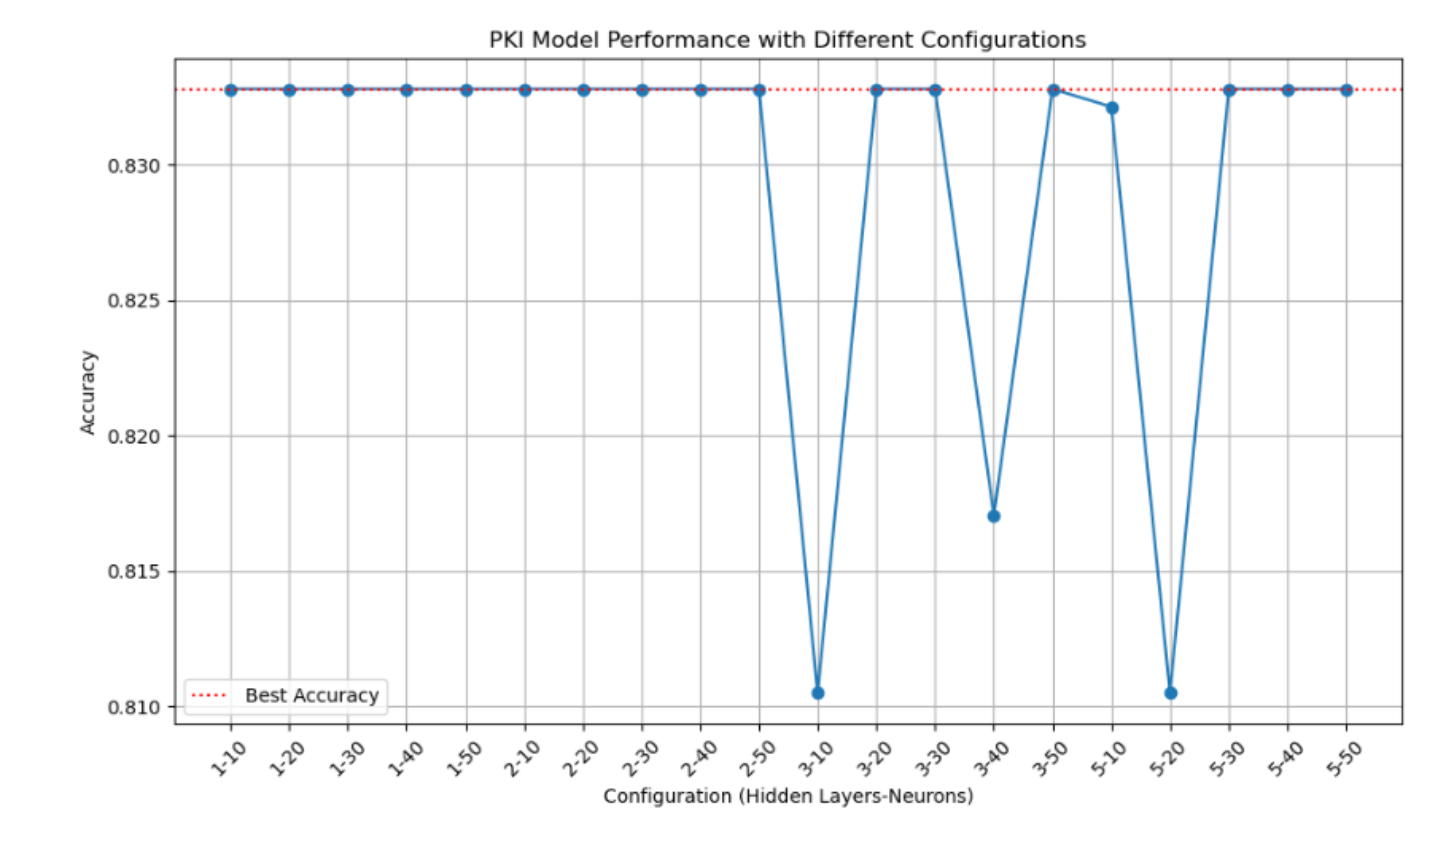 PKI Model Performance with Different Configurations
0.830
0.825
0.820
0.815
0.810
Accuracy
Best Accuracy
1-10 1-20 1-30 1-40 1-50 2-10 2-20 2-30 2-40 2-50 3-10 3-20 3-30 3-40 3-50 5-10 5-20 5-30 5-40 5-50
Configuration (Hidden Layers-Neurons)